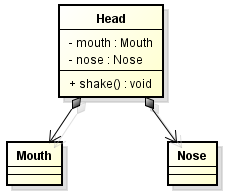 Head
- mouth : Mouth
- nose : Nose
+ shake() : void
Mouth
Nose